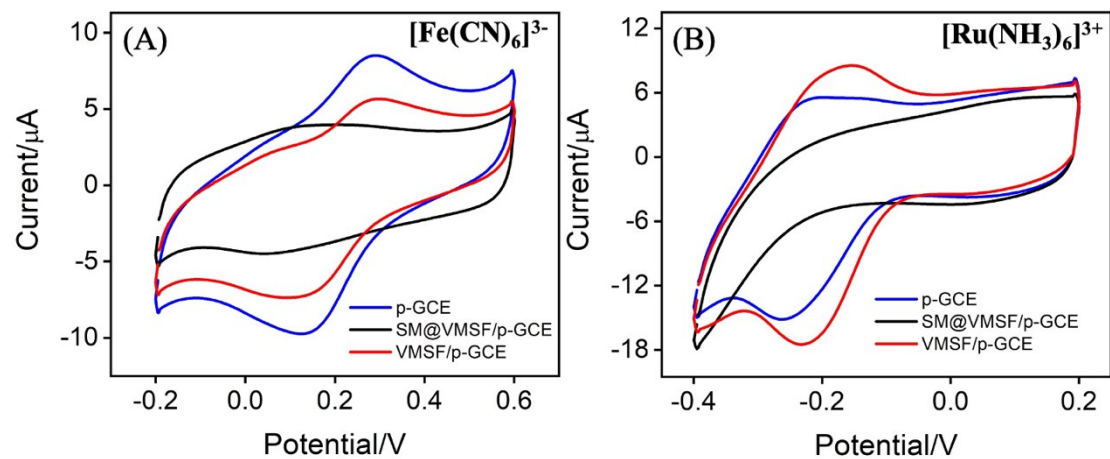 (A)
[Fe(CN)6]3-
10
5
0
-5
-10
Current/μA
p-GCE
SM@VMSF/p-GCE
VMSF/p-GCE
-0.2
0.0
0.2
0.4
0.6
Potential/V
(B)
[Ru(NH3)6]3+
12
6
0
-6
-12
-18
Current/μA
p-GCE
SM@VMSF/p-GCE
VMSF/p-GCE
-0.4
-0.2
0.0
0.2
Potential/V